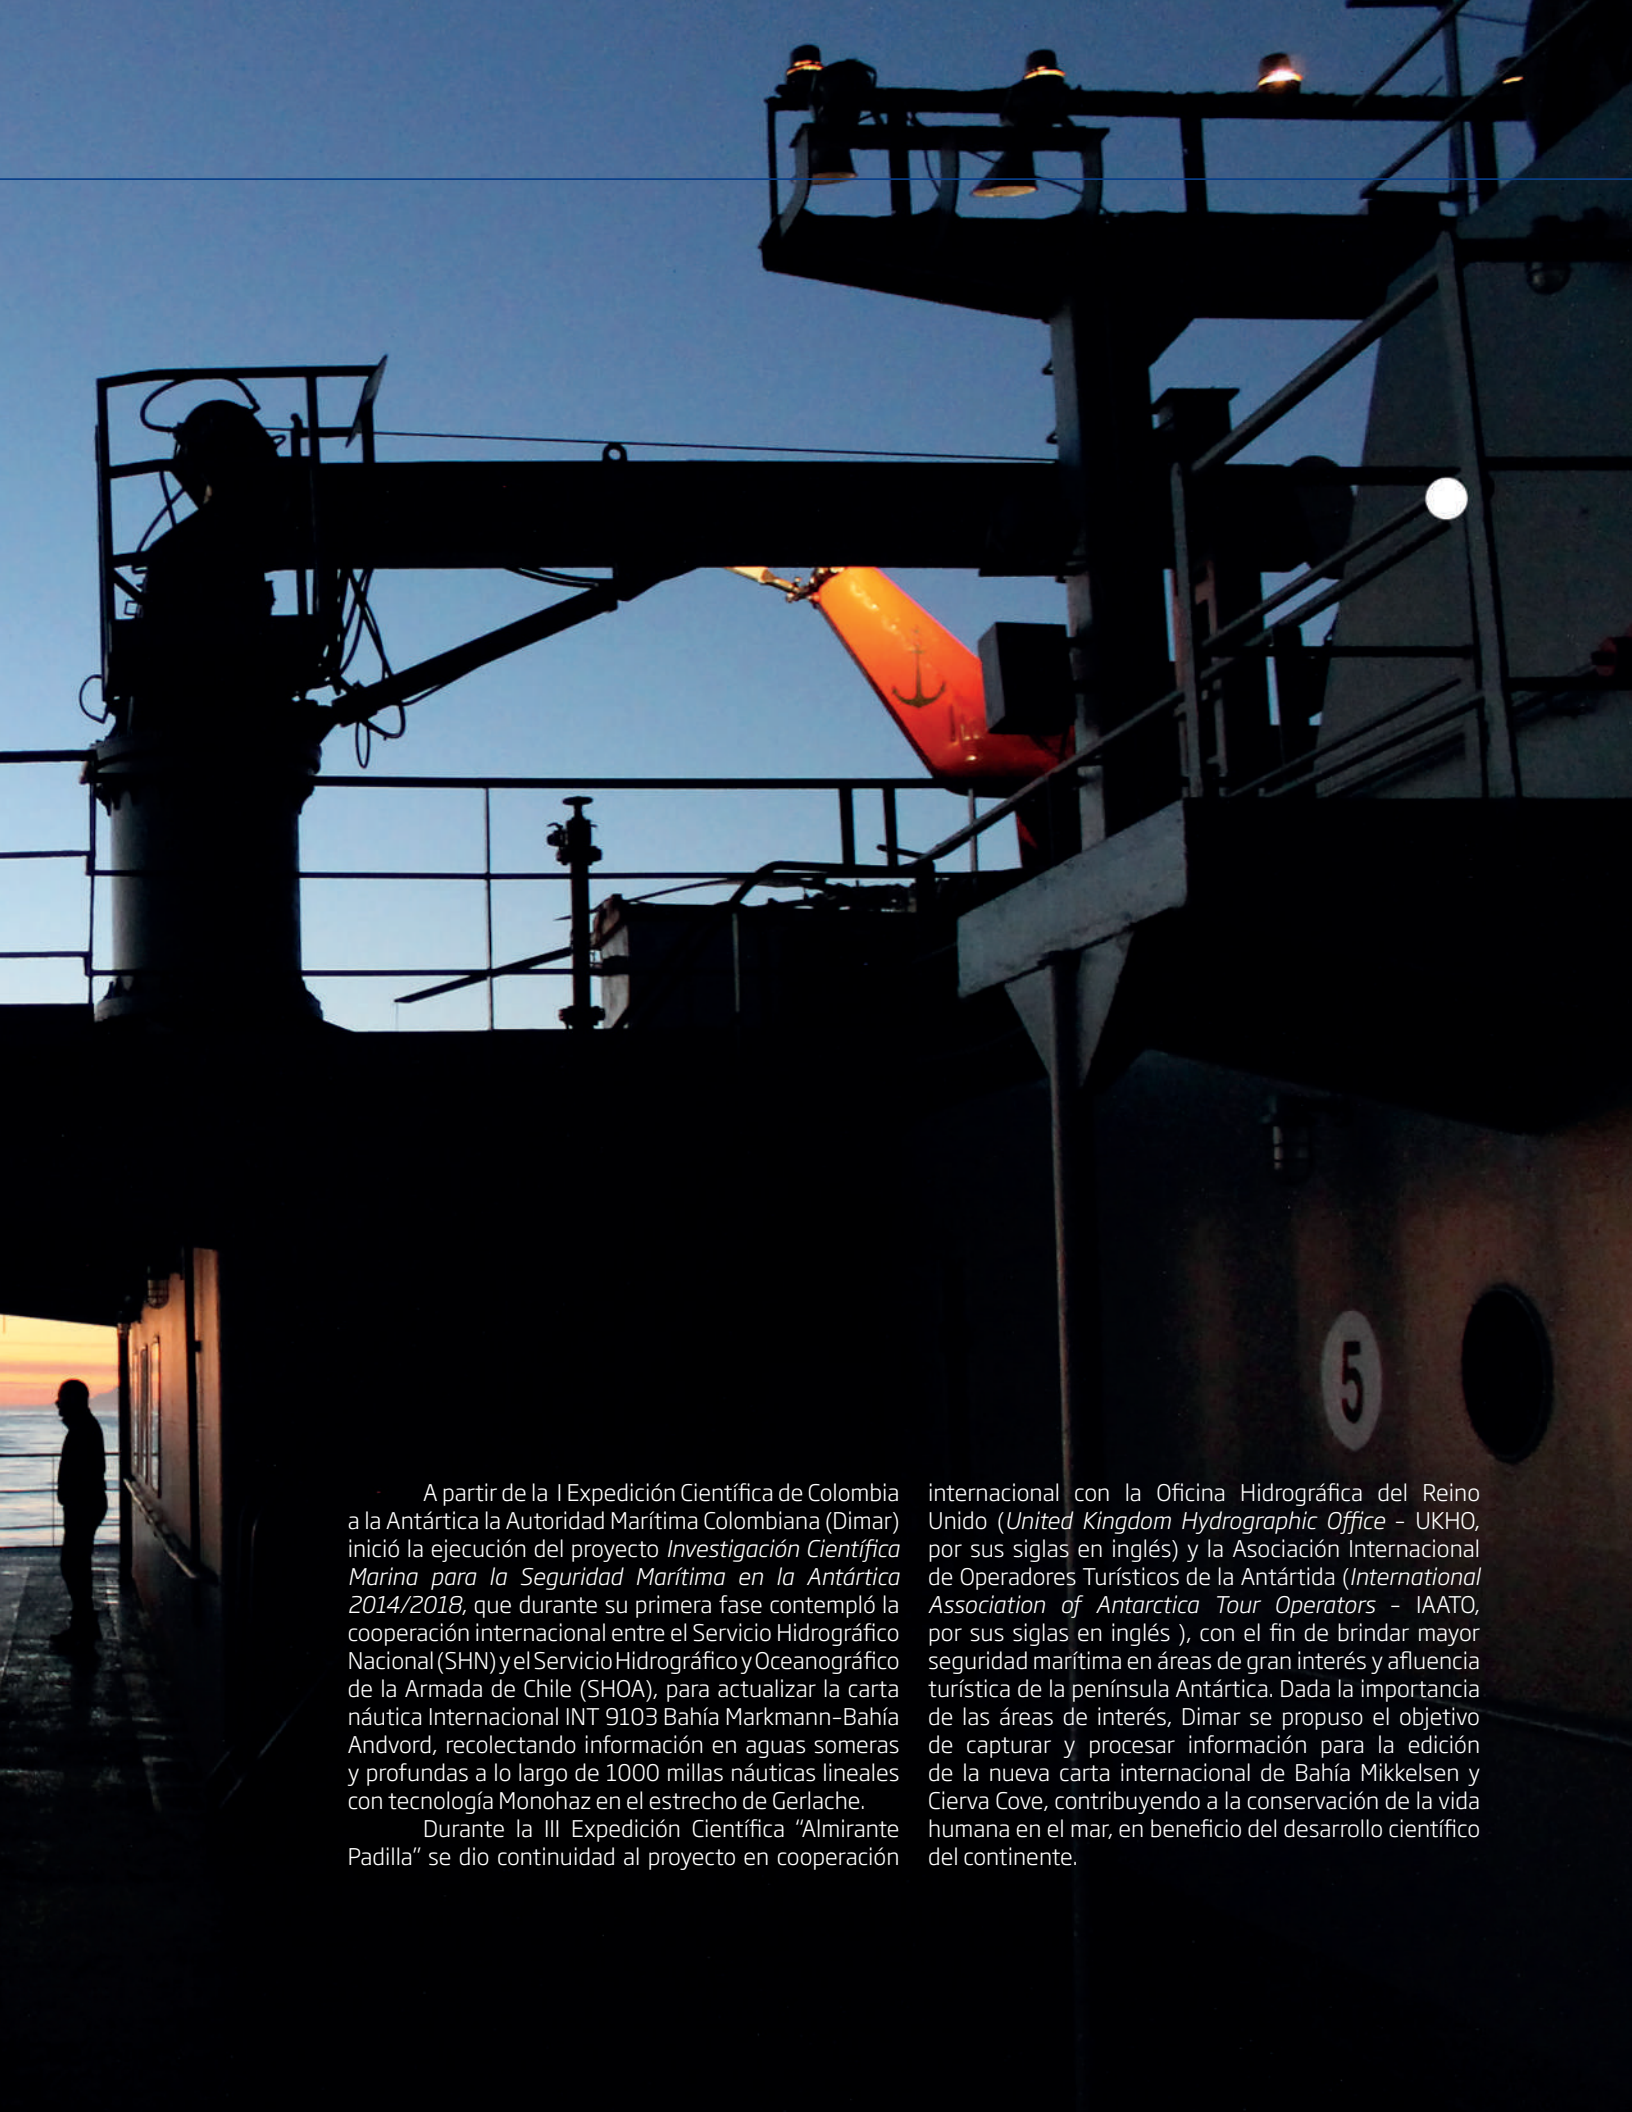 5
A partir de la I Expedición Científica de Colombia
a la Antártica la Autoridad Marítima Colombiana (Dimar)
inició la ejecución del proyecto Investigación Científica
Marina para la Seguridad Marítima en la Antártica
2014/2018, que durante su primera fase contempló la
cooperación internacional entre el Servicio Hidrográfico
Nacional (SHN) y el Servicio Hidrográfico y Oceanográfico
de la Armada de Chile (SHOA), para actualizar la carta
náutica Internacional INT 9103 Bahía Markmann-Bahía
Andvord, recolectando información en aguas someras
y profundas a lo largo de 1000 millas náuticas lineales
con tecnología Monohaz en el estrecho de Gerlache.
Durante la III Expedición Científica “Almirante
Padilla” se dio continuidad al proyecto en cooperación
internacional con la Oficina Hidrográfica del Reino
Unido (United Kingdom Hydrographic Office - UKHO,
por sus siglas en inglés) y la Asociación Internacional
de Operadores Turísticos de la Antártida (International
Association of Antarctica Tour Operators - IAATO,
por sus siglas en inglés ), con el fin de brindar mayor
seguridad marítima en áreas de gran interés y afluencia
turística de la península Antártica. Dada la importancia
de las áreas de interés, Dimar se propuso el objetivo
de capturar y procesar información para la edición
de la nueva carta internacional de Bahía Mikkelsen y
Cierva Cove, contribuyendo a la conservación de la vida
humana en el mar, en beneficio del desarrollo científico
del continente.